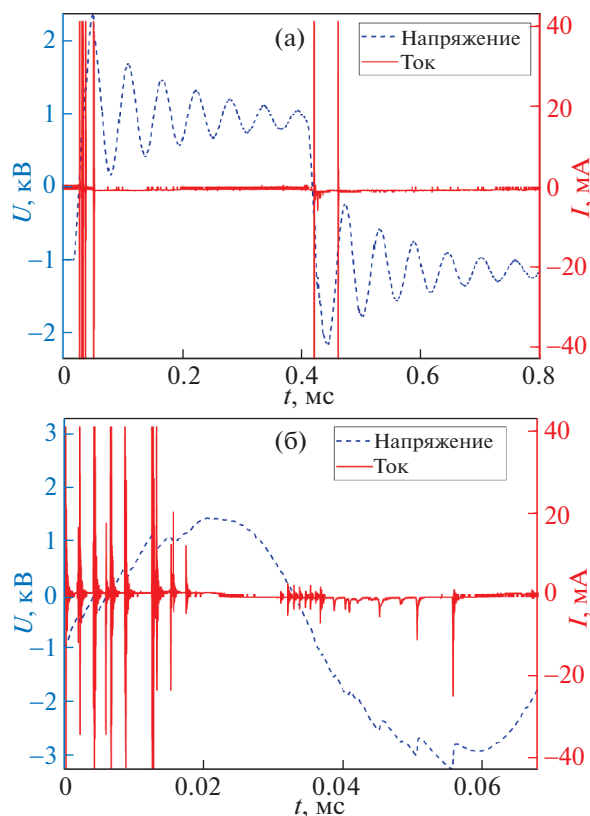 (а)
Напряжение
Ток
2
1
0
−1
−2
U, кВ
40
20
0
−20
−40
I, мА
0
0.2
0.4
0.6
0.8
t, мс
(б)
Напряжение
Ток
3
2
1
0
−1
−2
−3
U, кВ
40
20
0
−20
−40
I, мА
0
0.02
0.04
0.06
t, мс